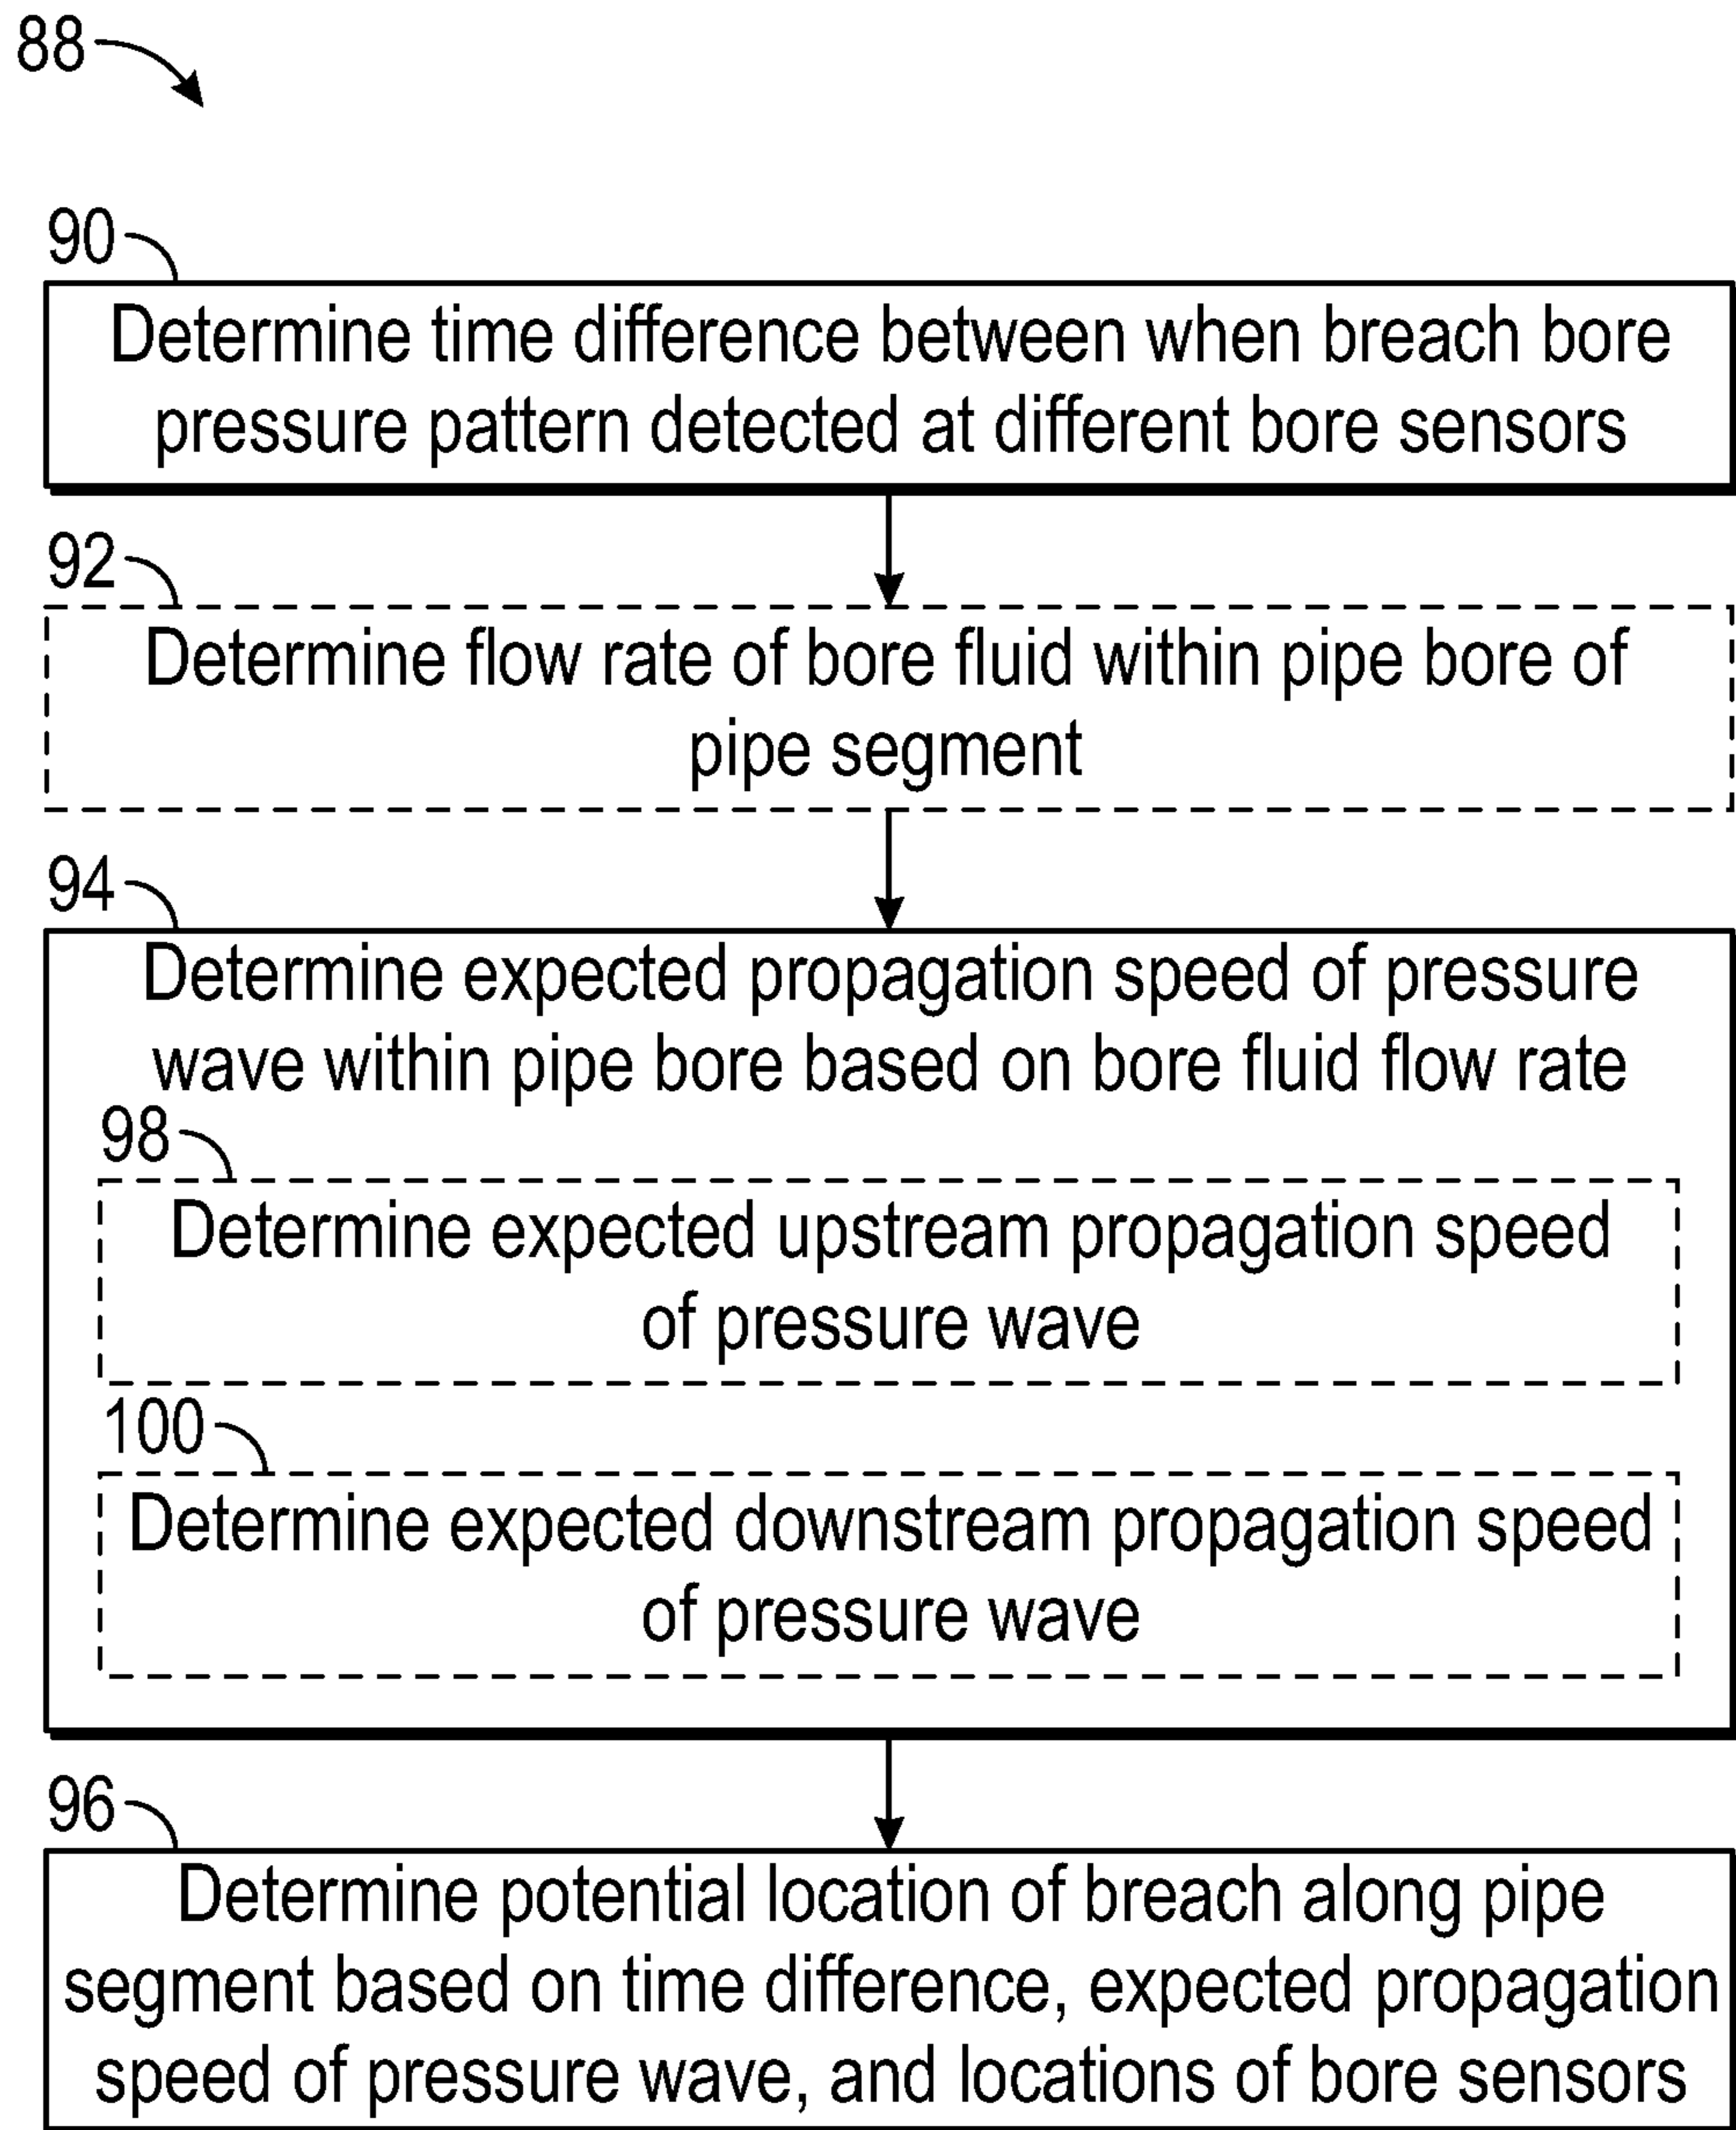 88
90
Determine time difference between when breach bore
pressure pattern detected at different bore sensors
92
Determine flow rate of bore fluid within pipe bore of
pipe segment
94
Determine expected propagation speed of pressure
wave within pipe bore based on bore fluid flow rate
98
Determine expected upstream propagation speed
of pressure wave
100
Determine expected downstream propagation speed
of pressure wave
96
Determine potential location of breach along pipe
segment based on time difference, expected propagation
speed of pressure wave, and locations of bore sensors